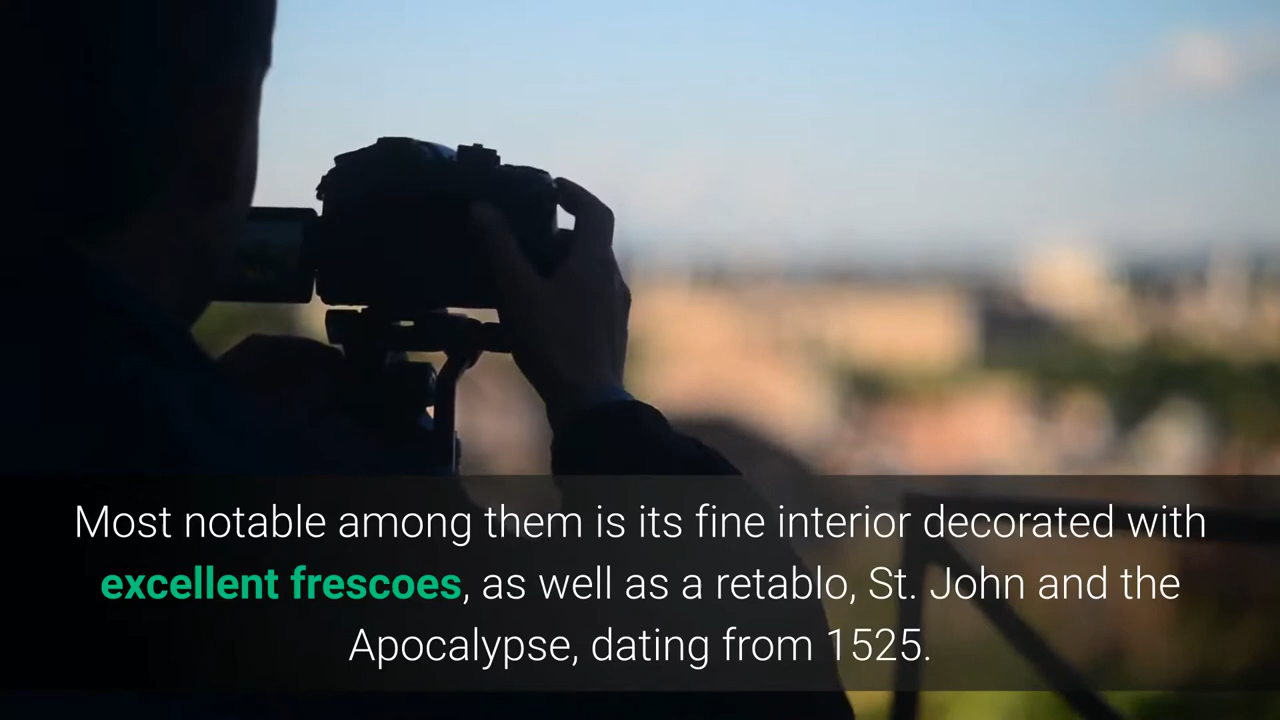 Most notable among them is its fine interior decorated with
excellent frescoes, as well as a retablo, St. John and the
Apocalypse, dating from 1525.